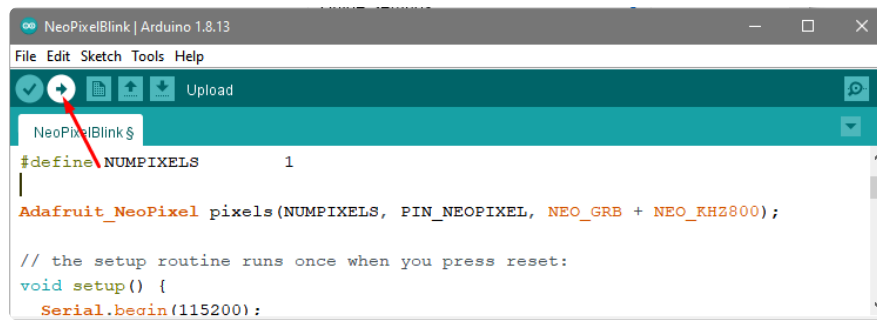 NeoPixelBlink | Arduino 1.8.13
File Edit Sketch Tools Help
Upload
NeoPixelBlink §
#define NUMPIXELS 1
Adafruit_NeoPixel pixels(NUMPIXELS, PIN_NEOPIXEL, NEO_GRB + NEO_KHZ800);
// the setup routine runs once when you press reset:
void setup() {
Serial.begin(115200);